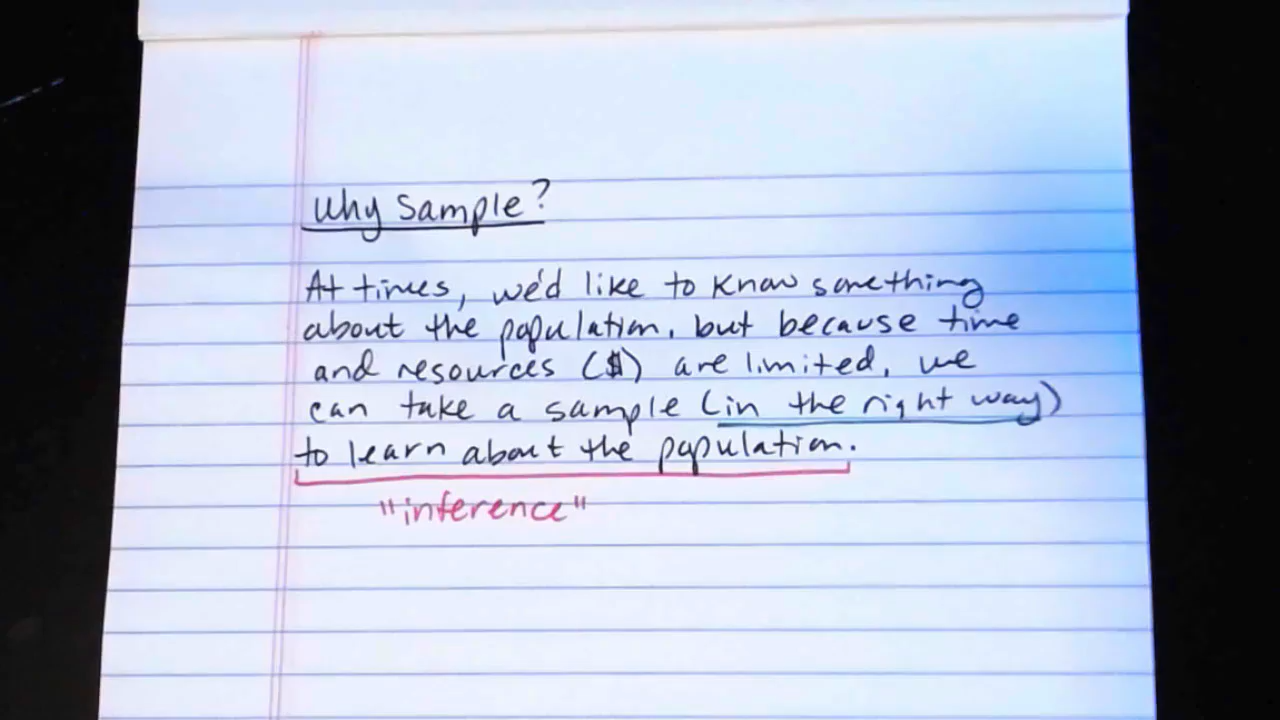 Why Sample?
At times, we'd like to know something
about the population, but because time
and resources ($) are limited, we
can take a sample (in the right way)
to learn about the population.
"inference"